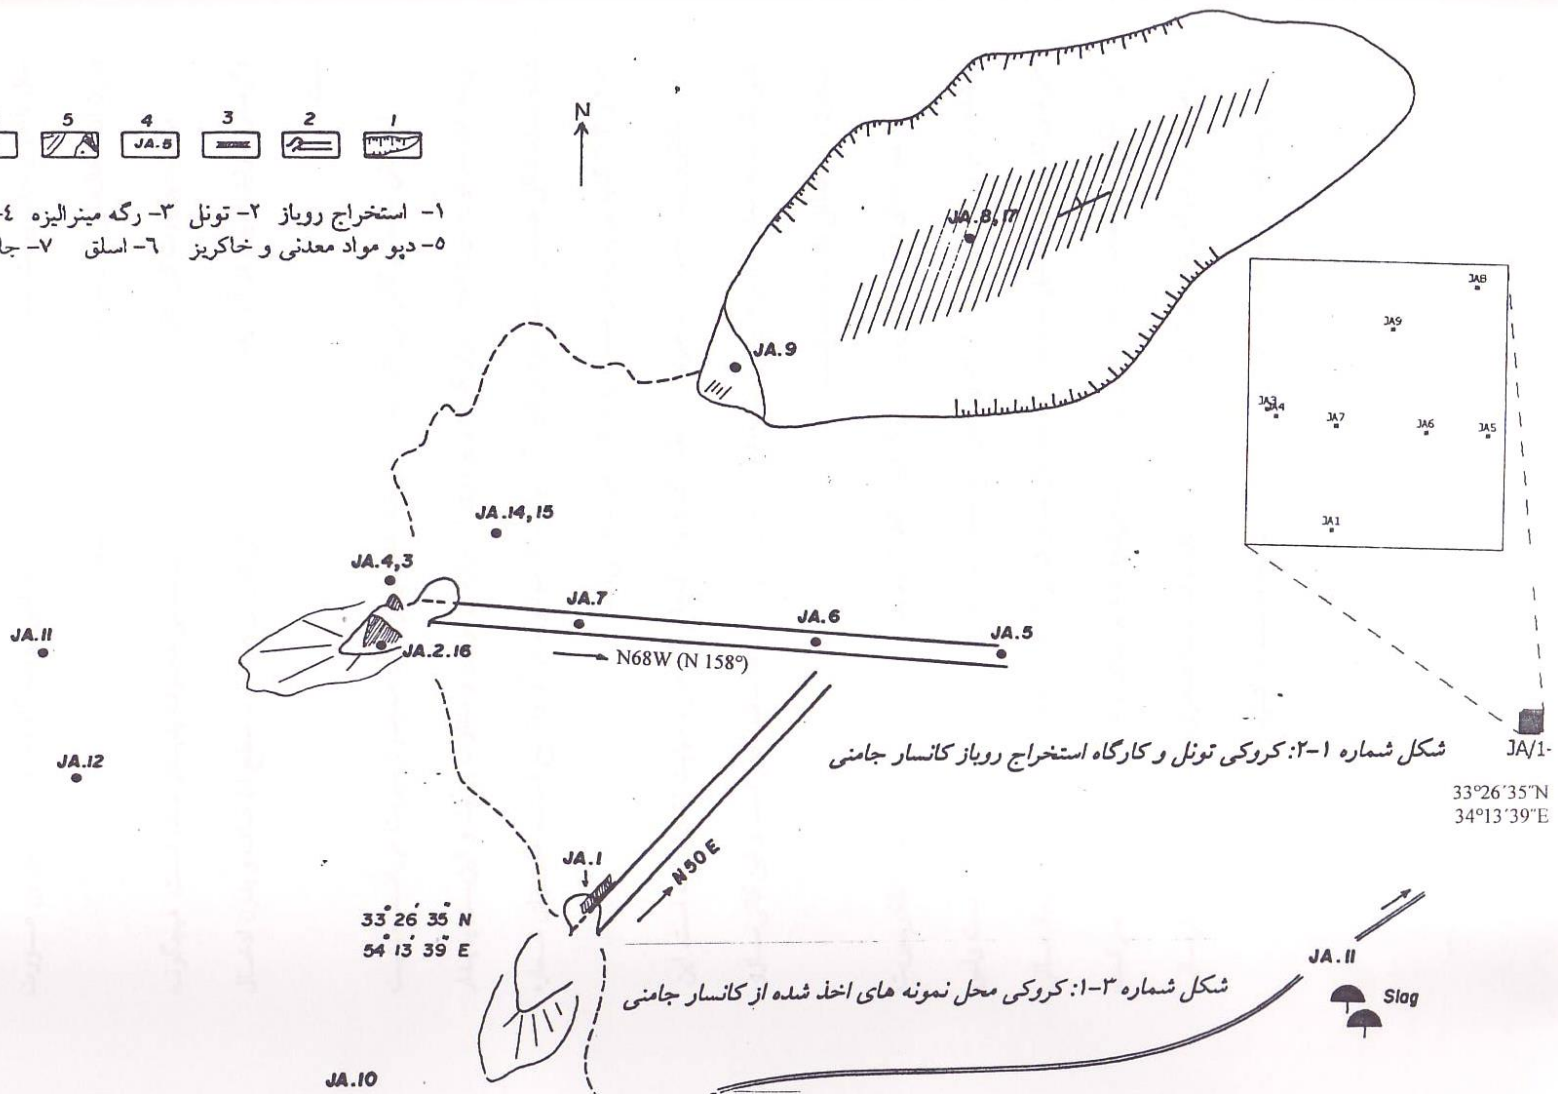 N
5 4 3 2 1
JA.5
۱- استخراج روباز ۲- تونل ۳- رگه مینرالیزه ٤-
٥- دپو مواد معدنی و خاکریز ٦- اسلق ۷- جا
JA.8,17
JA8
JA9
JA.9
JA4
JA7
JA6
JA5
JA1
JA.14,15
JA.4,3
JA.7
JA.6
JA.5
JA.11
JA.2.16
N68W (N 158°)
شکل شماره ۱-۲: کروکی تونل و کارگاه استخراج روباز کانسار جامنی
JA/1-
33°26´35˝N
34°13´39˝E
JA.12
JA.1
N50E
33° 26´ 35˝ N
54° 13´ 39˝ E
JA.11
شکل شماره ۳-۱: کروکی محل نمونه های اخذ شده از کانسار جامنی
Slag
JA.10